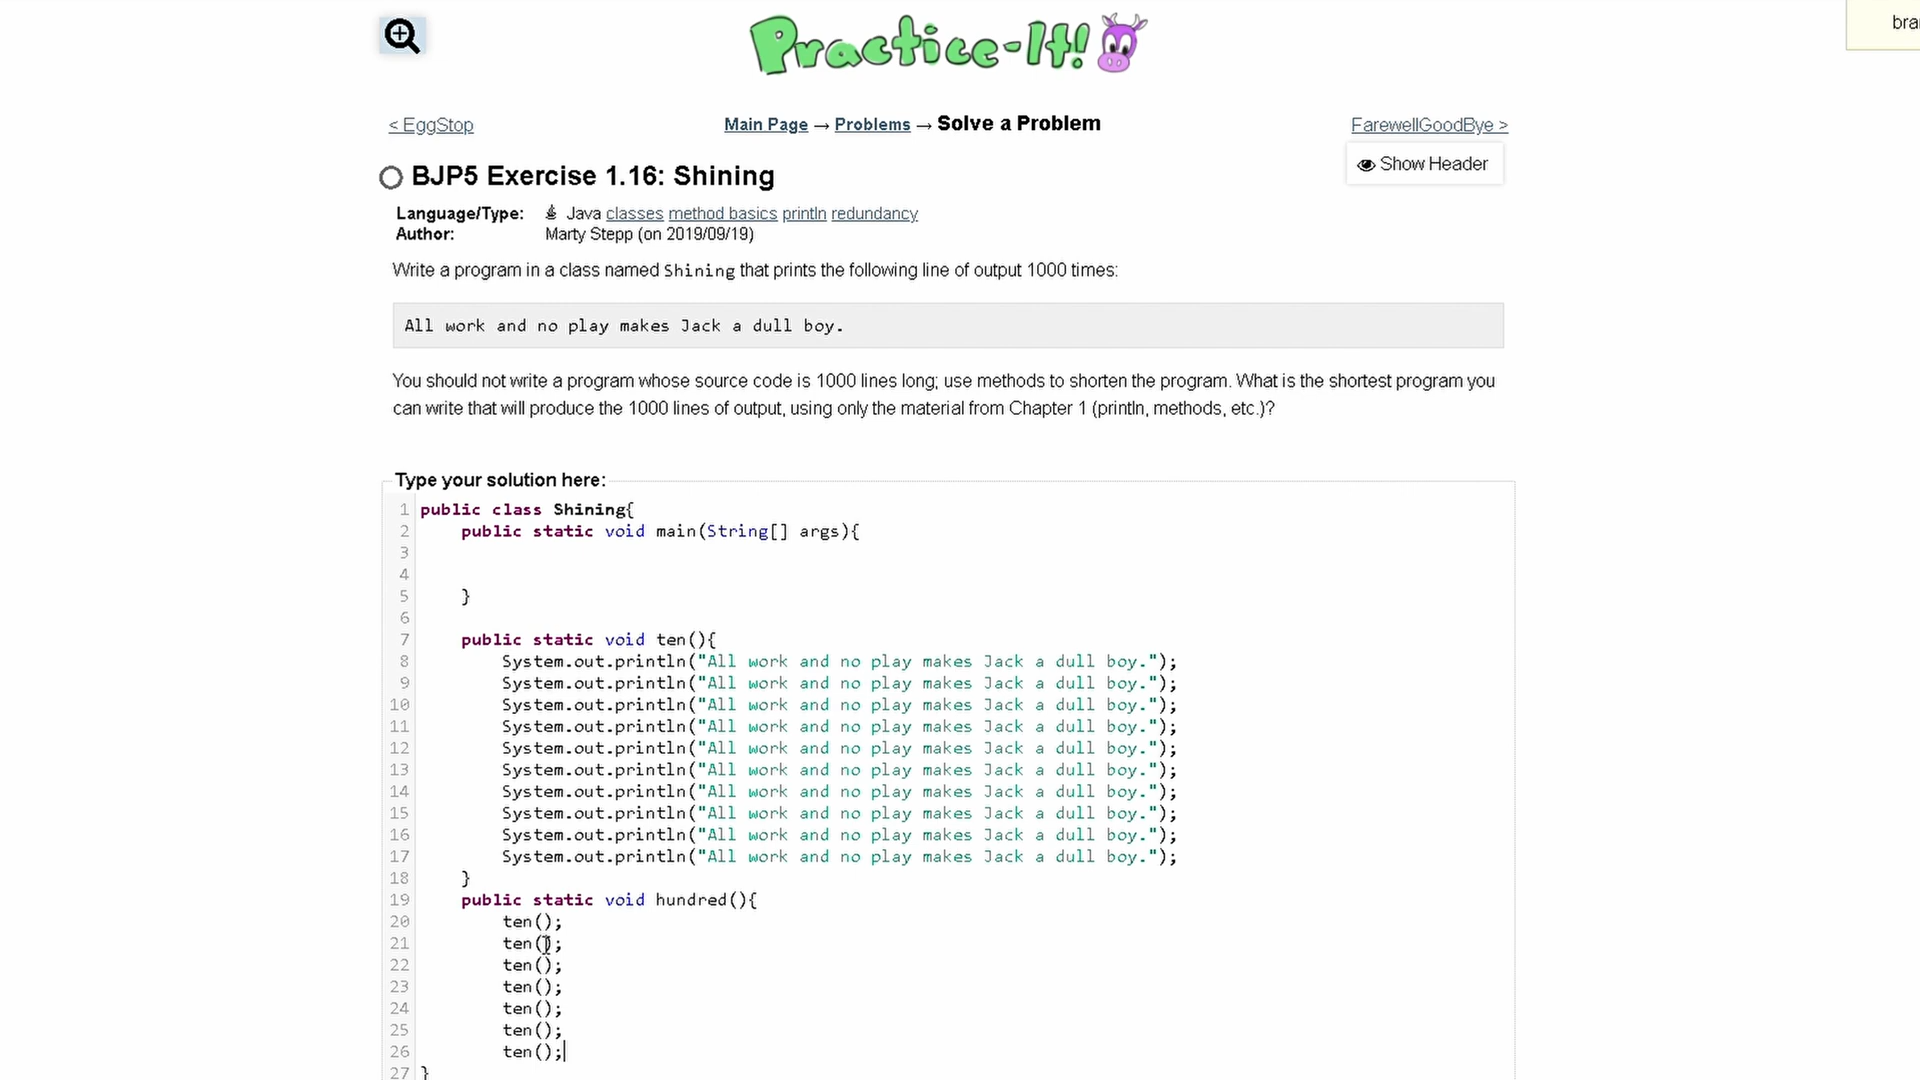 Practice-It!
brai
< EggStop
Main Page → Problems → Solve a Problem
FarewellGoodBye >
Show Header
BJP5 Exercise 1.16: Shining
Language/Type: Java classes method basics println redundancy
Author: Marty Stepp (on 2019/09/19)
Write a program in a class named Shining that prints the following line of output 1000 times:
All work and no play makes Jack a dull boy.
You should not write a program whose source code is 1000 lines long; use methods to shorten the program. What is the shortest program you
can write that will produce the 1000 lines of output, using only the material from Chapter 1 (println, methods, etc.)?
Type your solution here:
1 public class Shining{
2 public static void main(String[] args){
3
4
5 }
6
7 public static void ten(){
8 System.out.println("All work and no play makes Jack a dull boy.");
9 System.out.println("All work and no play makes Jack a dull boy.");
10 System.out.println("All work and no play makes Jack a dull boy.");
11 System.out.println("All work and no play makes Jack a dull boy.");
12 System.out.println("All work and no play makes Jack a dull boy.");
13 System.out.println("All work and no play makes Jack a dull boy.");
14 System.out.println("All work and no play makes Jack a dull boy.");
15 System.out.println("All work and no play makes Jack a dull boy.");
16 System.out.println("All work and no play makes Jack a dull boy.");
17 System.out.println("All work and no play makes Jack a dull boy.");
18 }
19 public static void hundred(){
20 ten();
21 ten();
22 ten();
23 ten();
24 ten();
25 ten();
26 ten();
27 }